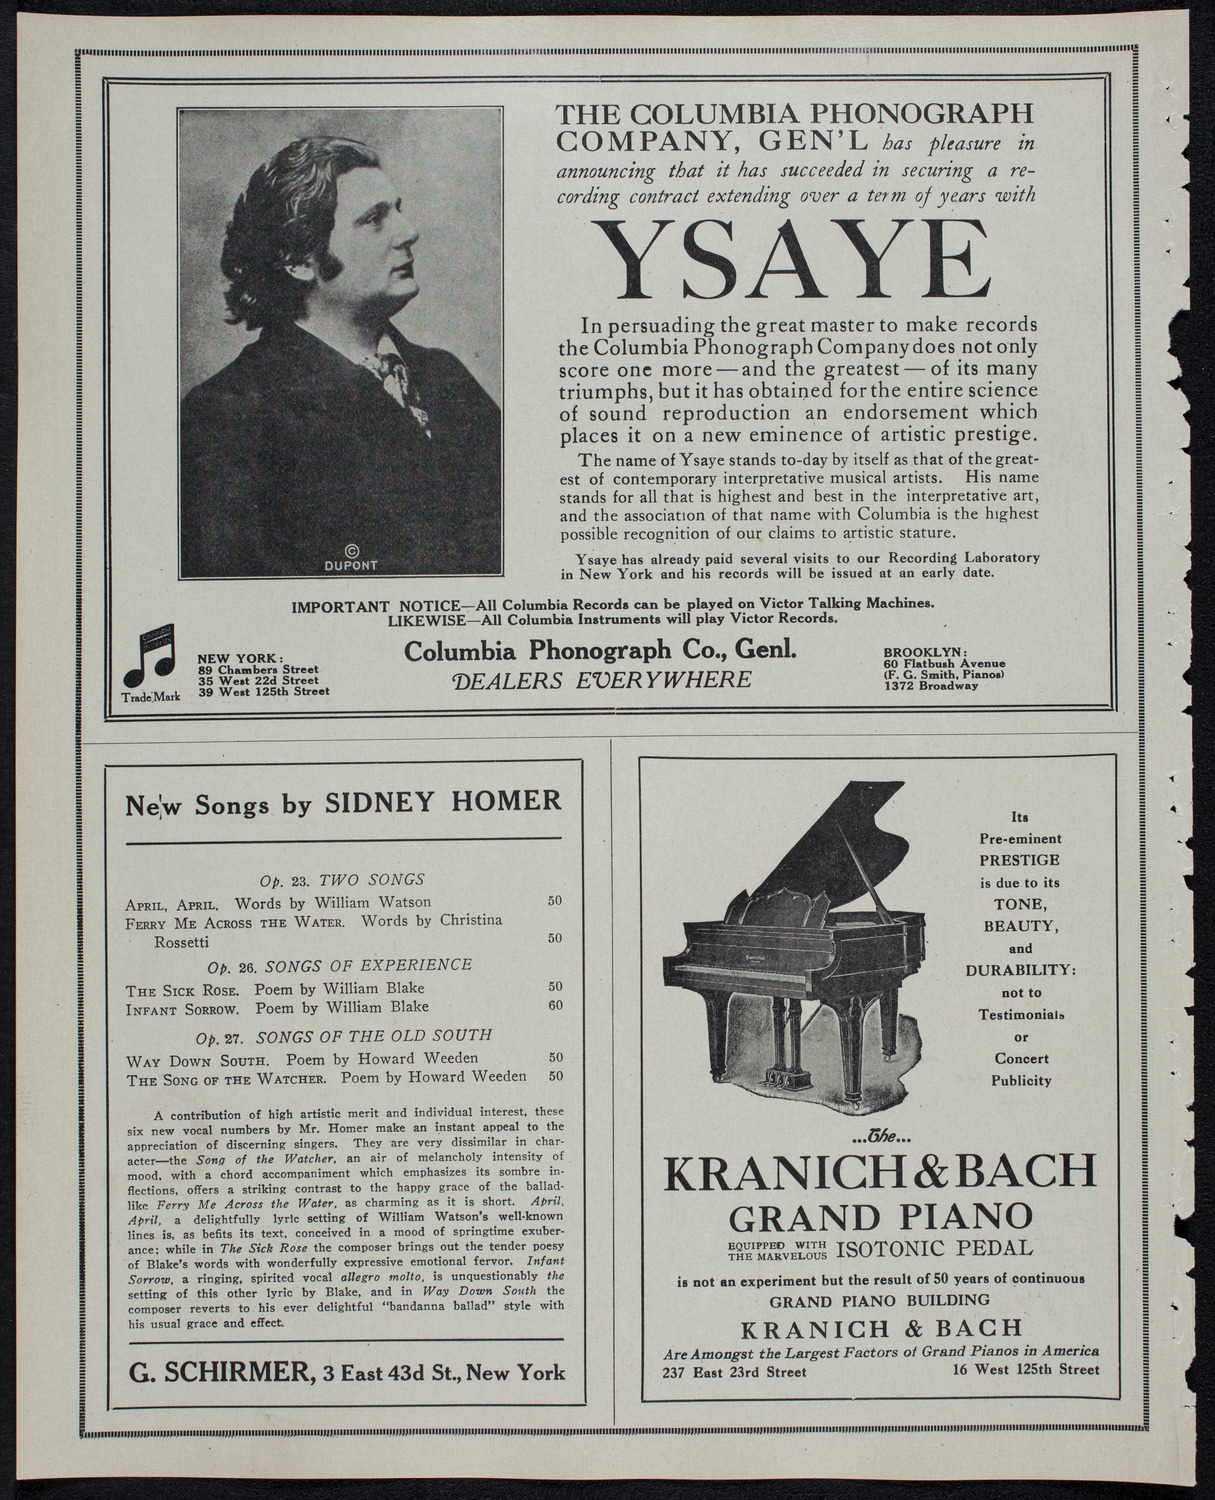 THE COLUMBIA PHONOGRAPH
COMPANY, GEN'L has pleasure in
announcing that it has succeeded in securing a re-
cording contract extending over a term of years with
YSAYE
In persuading the great master to make records
the Columbia Phonograph Company does not only
score one more—and the greatest—of its many
triumphs, but it has obtained for the entire science
of sound reproduction an endorsement which
places it on a new eminence of artistic prestige.
The name of Ysaye stands to-day by itself as that of the great-
est of contemporary interpretative musical artists. His name
stands for all that is highest and best in the interpretative art,
and the association of that name with Columbia is the highest
possible recognition of our claims to artistic stature.
Ysaye has already paid several visits to our Recording Laboratory
in New York and his records will be issued at an early date.
©
DUPONT
IMPORTANT NOTICE—All Columbia Records can be played on Victor Talking Machines.
LIKEWISE—All Columbia Instruments will play Victor Records.
Trade Mark
NEW YORK:
89 Chambers Street
35 West 22d Street
39 West 125th Street
Columbia Phonograph Co., Genl.
DEALERS EVERYWHERE
BROOKLYN:
60 Flatbush Avenue
(F. G. Smith, Pianos)
1372 Broadway
New Songs by SIDNEY HOMER
Op. 23. TWO SONGS
APRIL, APRIL. Words by William Watson 50
FERRY ME ACROSS THE WATER. Words by Christina
Rossetti 50
Op. 26. SONGS OF EXPERIENCE
THE SICK ROSE. Poem by William Blake 50
INFANT SORROW. Poem by William Blake 60
Op. 27. SONGS OF THE OLD SOUTH
WAY DOWN SOUTH. Poem by Howard Weeden 50
THE SONG OF THE WATCHER. Poem by Howard Weeden 50
A contribution of high artistic merit and individual interest, these
six new vocal numbers by Mr. Homer make an instant appeal to the
appreciation of discerning singers. They are very dissimilar in char-
acter—the Song of the Watcher, an air of melancholy intensity of
mood, with a chord accompaniment which emphasizes its sombre in-
flections, offers a striking contrast to the happy grace of the ballad-
like Ferry Me Across the Water, as charming as it is short. April,
April, a delightfully lyric setting of William Watson's well-known
lines is, as befits its text, conceived in a mood of springtime exuber-
ance; while in The Sick Rose the composer brings out the tender poesy
of Blake's words with wonderfully expressive emotional fervor. Infant
Sorrow, a ringing, spirited vocal allegro molto, is unquestionably the
setting of this other lyric by Blake, and in Way Down South the
composer reverts to his ever delightful "bandanna ballad" style with
his usual grace and effect.
G. SCHIRMER, 3 East 43d St., New York
Its
Pre-eminent
PRESTIGE
is due to its
TONE,
BEAUTY,
and
DURABILITY:
not to
Testimonials
or
Concert
Publicity
...The...
KRANICH & BACH
GRAND PIANO
EQUIPPED WITH
THE MARVELOUS ISOTONIC PEDAL
is not an experiment but the result of 50 years of continuous
GRAND PIANO BUILDING
KRANICH & BACH
Are Amongst the Largest Factors of Grand Pianos in America
237 East 23rd Street 16 West 125th Street